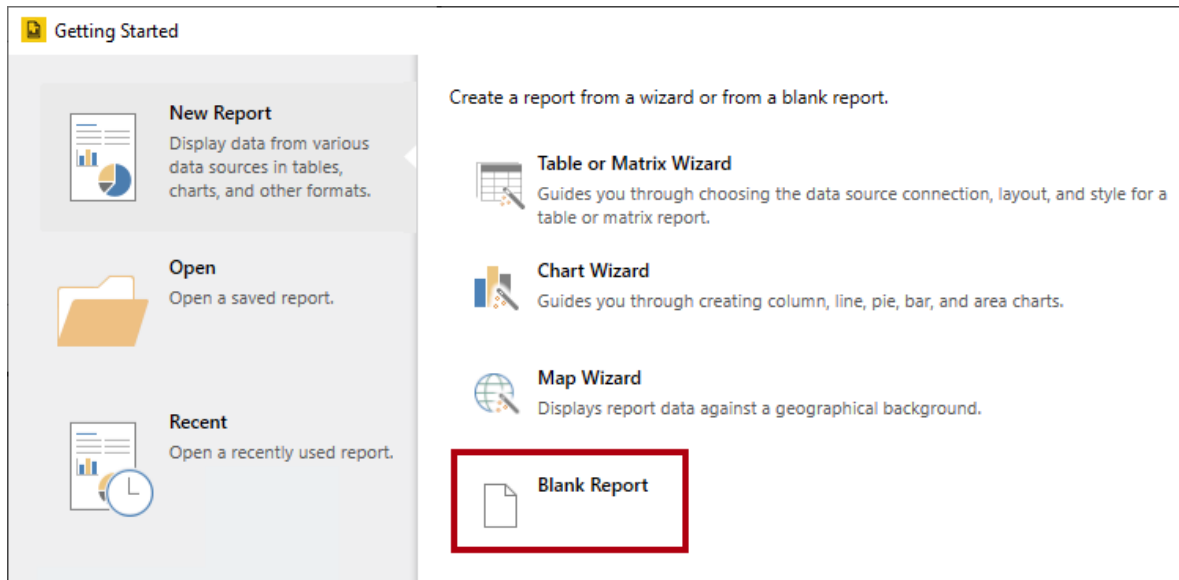 Getting Started
New Report
Display data from various
data sources in tables,
charts, and other formats.
Open
Open a saved report.
Recent
Open a recently used report.
Create a report from a wizard or from a blank report.
Table or Matrix Wizard
Guides you through choosing the data source connection, layout, and style for a
table or matrix report.
Chart Wizard
Guides you through creating column, line, pie, bar, and area charts.
Map Wizard
Displays report data against a geographical background.
Blank Report